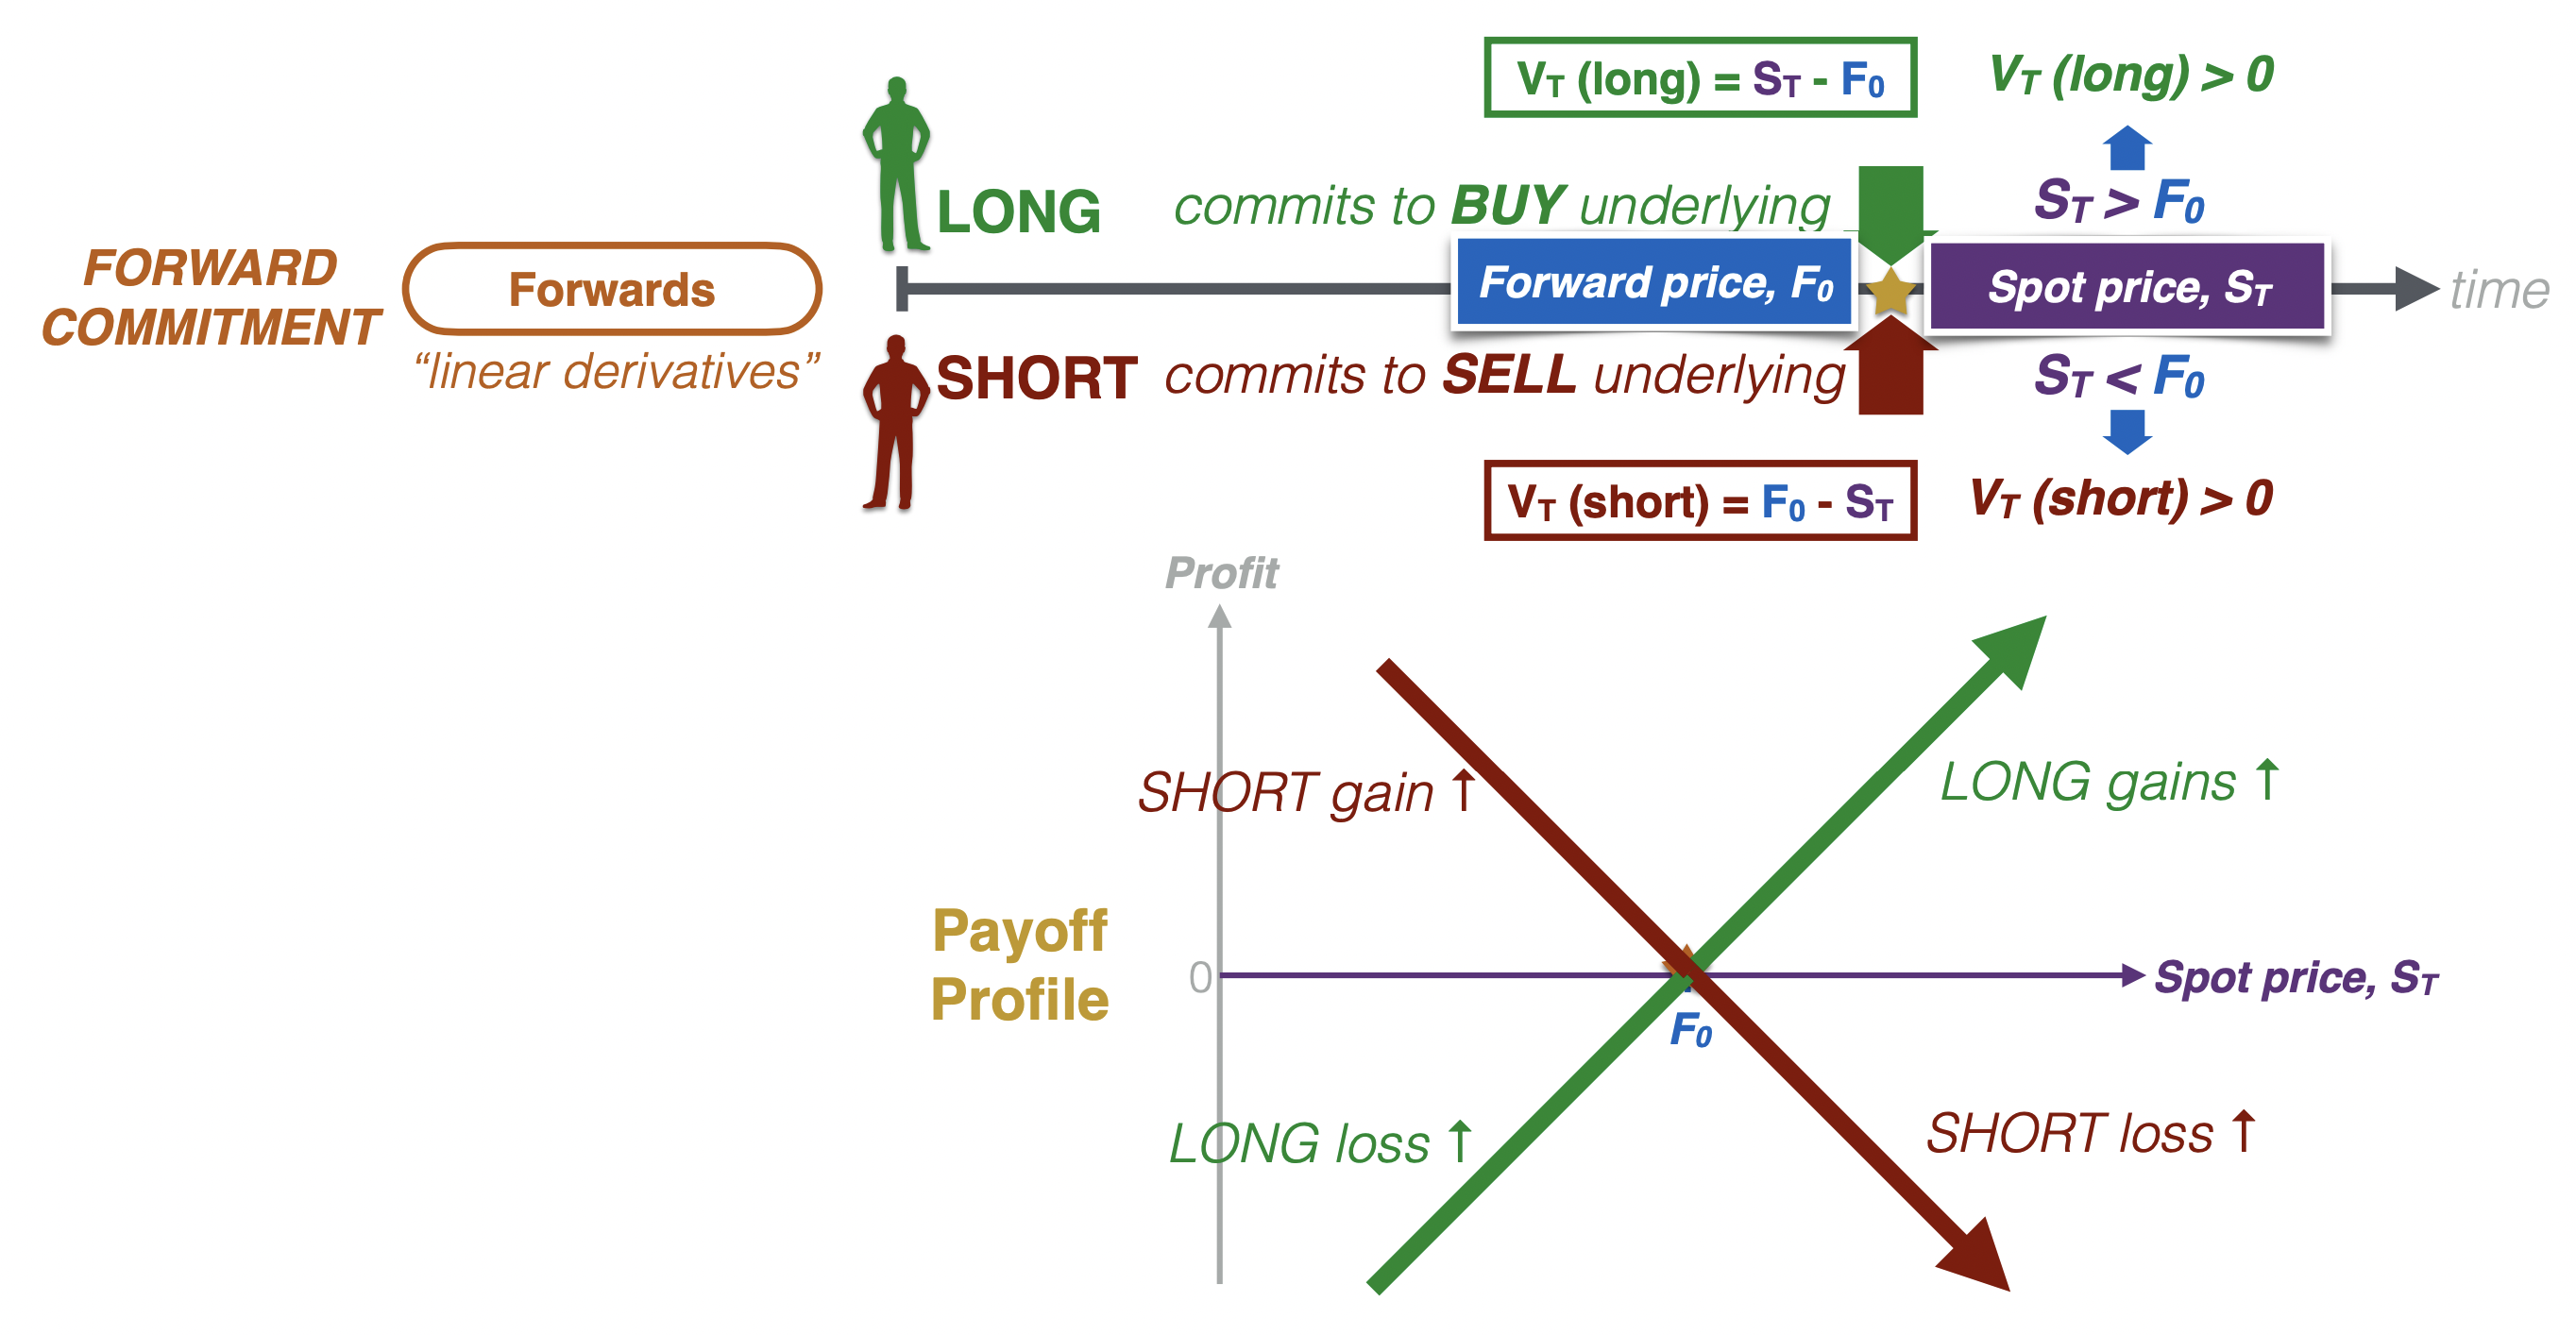 V_T (long) = S_T - F_0
V_T (long) > 0
LONG commits to BUY underlying
S_T > F_0
FORWARD
COMMITMENT
Forwards
“linear derivatives”
Forward price, F_0
Spot price, S_T
time
SHORT commits to SELL underlying
S_T < F_0
V_T (short) = F_0 - S_T
V_T (short) > 0
Profit
SHORT gain ↑
LONG gains ↑
Payoff
Profile
0
Spot price, S_T
F_0
LONG loss ↑
SHORT loss ↑